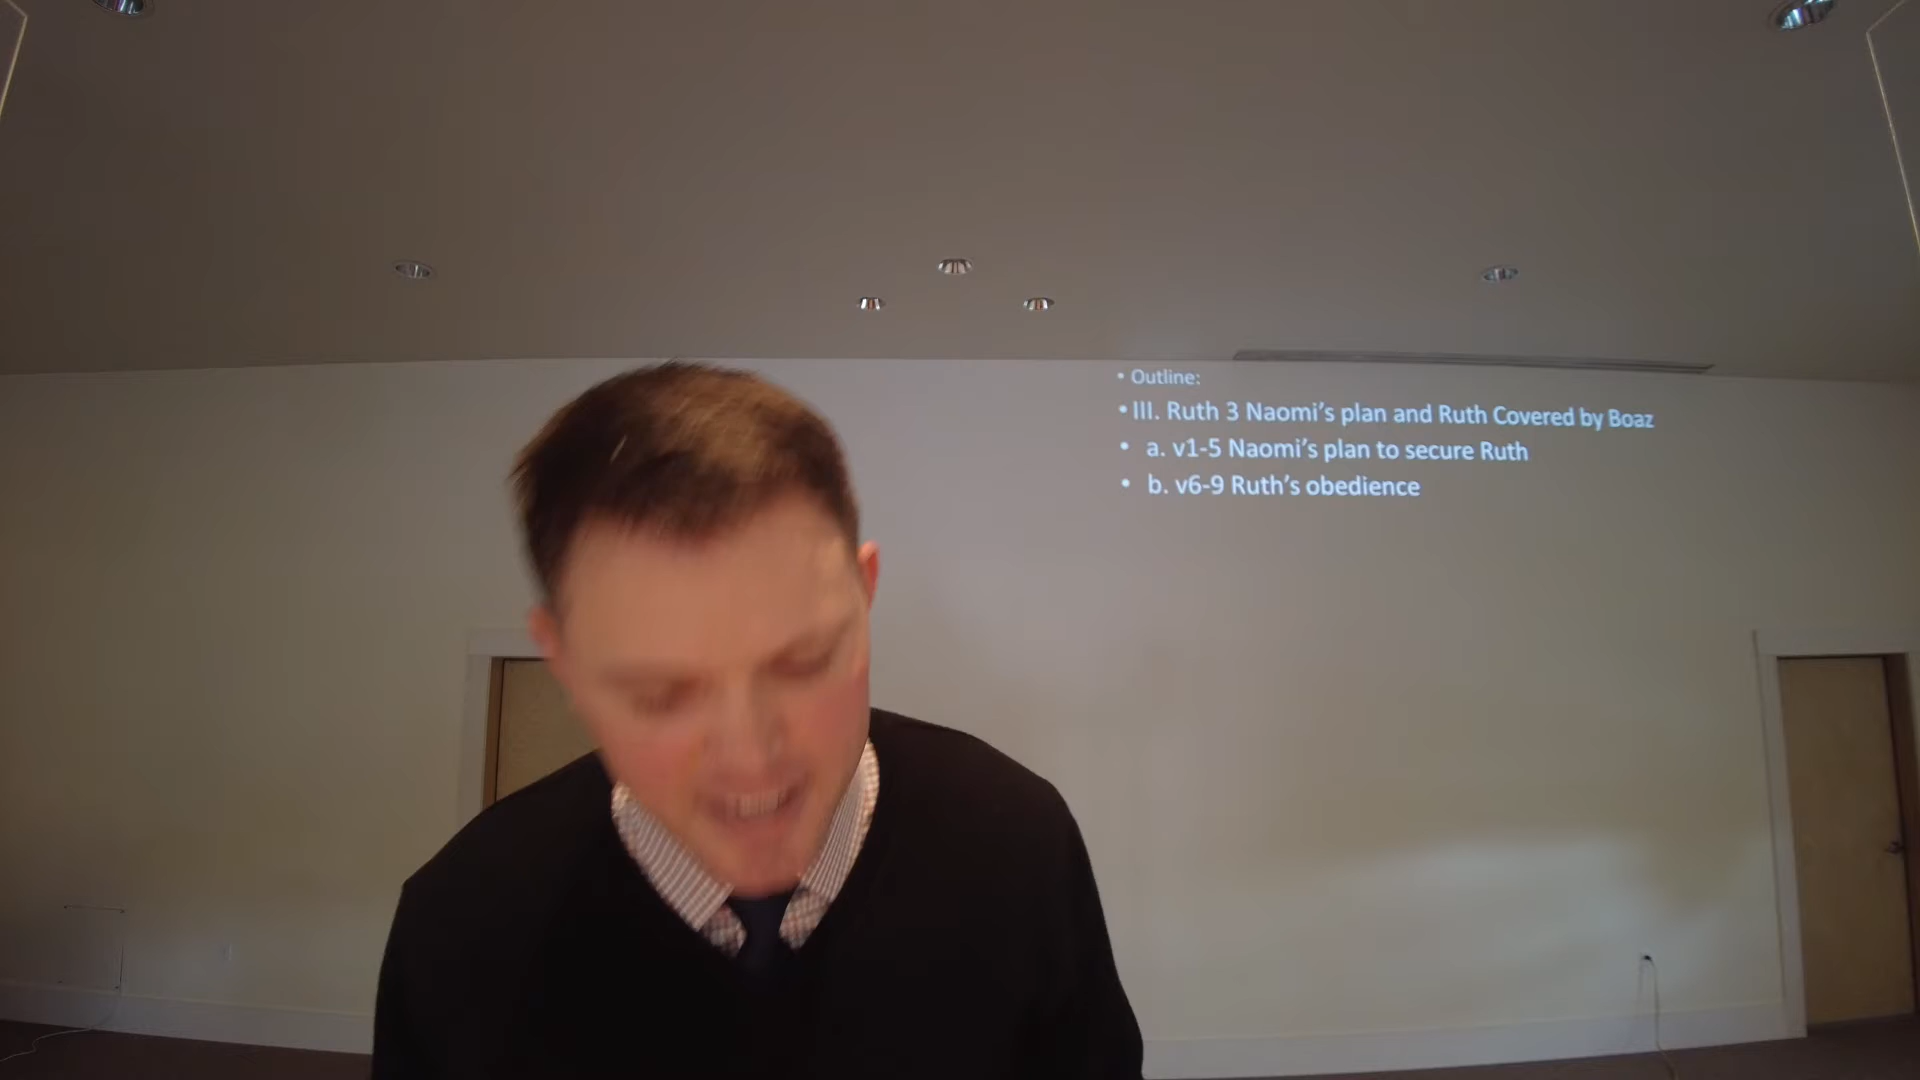 • Outline:
• III. Ruth 3 Naomi's plan and Ruth Covered by Boaz
• a. v1-5 Naomi's plan to secure Ruth
• b. v6-9 Ruth's obedience